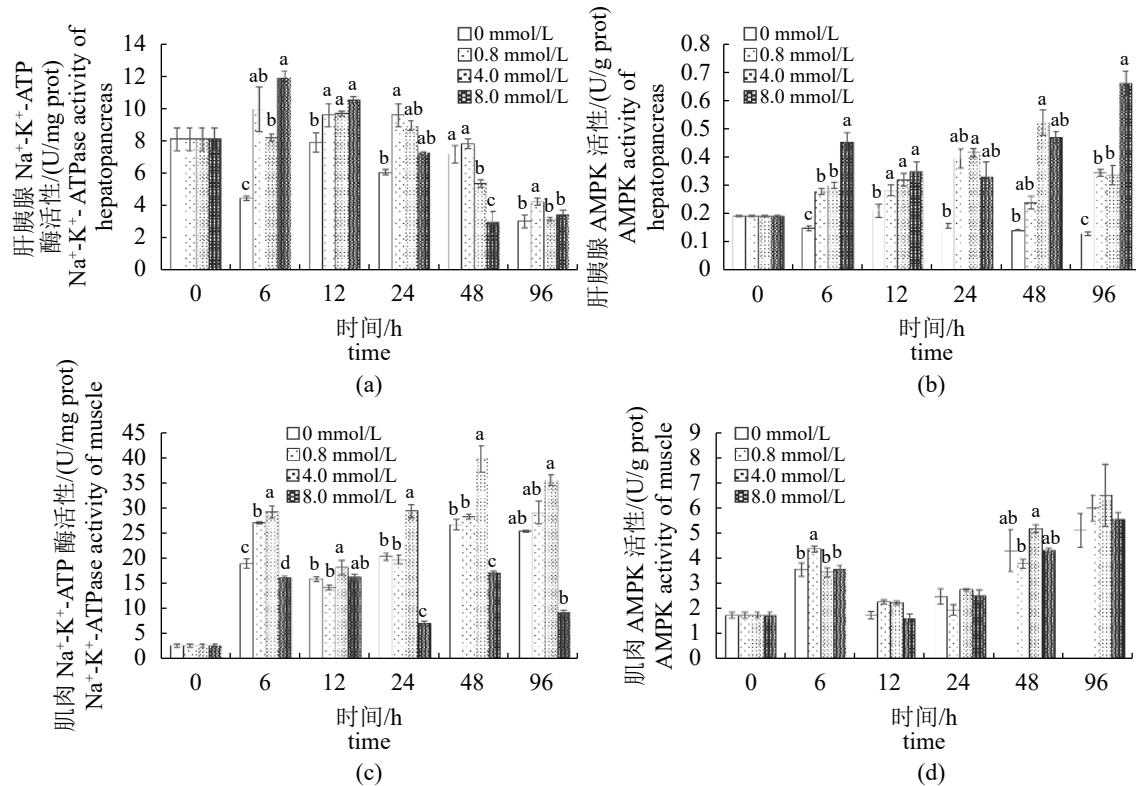 肝胰腺 Na⁺-K⁺-ATP
酶活性/(U/mg prot)
Na⁺-K⁺- ATPase activity of
hepatopancreas
14
12
10
8
6
4
2
0
0 mmol/L
0.8 mmol/L
4.0 mmol/L
8.0 mmol/L
c ab b a
b a a a
b a ab ab
a a b c
b a b b
0 6 12 24 48 96
时间/h
time
(a)
肝胰腺 AMPK 活性/(U/g prot)
AMPK activity of
hepatopancreas
0.8
0.7
0.6
0.5
0.4
0.3
0.2
0.1
0
0 mmol/L
0.8 mmol/L
4.0 mmol/L
8.0 mmol/L
c b b a
b a a a
b ab a ab
b ab a ab
c b b a
0 6 12 24 48 96
时间/h
time
(b)
肌肉 Na⁺-K⁺-ATP 酶活性/(U/mg prot)
Na⁺-K⁺-ATPase activity of muscle
45
40
35
30
25
20
15
10
5
0
0 mmol/L
0.8 mmol/L
4.0 mmol/L
8.0 mmol/L
c b a d
b b a ab
b b a c
b b a c
ab ab a b
0 6 12 24 48 96
时间/h
time
(c)
肌肉 AMPK 活性/(U/g prot)
AMPK activity of muscle
9
8
7
6
5
4
3
2
1
0
0 mmol/L
0.8 mmol/L
4.0 mmol/L
8.0 mmol/L
b a b b
ab b a ab
0 6 12 24 48 96
时间/h
time
(d)